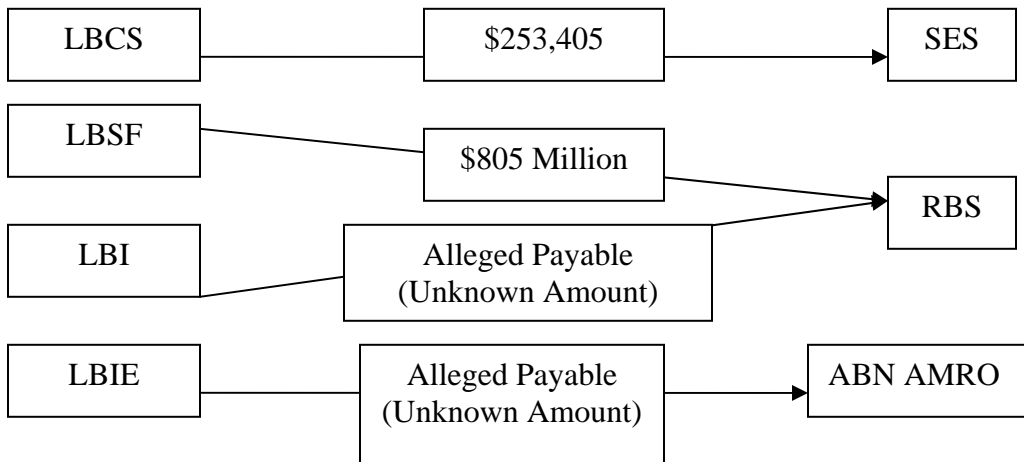 LBCS
$253,405
SES
LBSF
$805 Million
RBS
LBI
Alleged Payable
(Unknown Amount)
LBIE
Alleged Payable
(Unknown Amount)
ABN AMRO